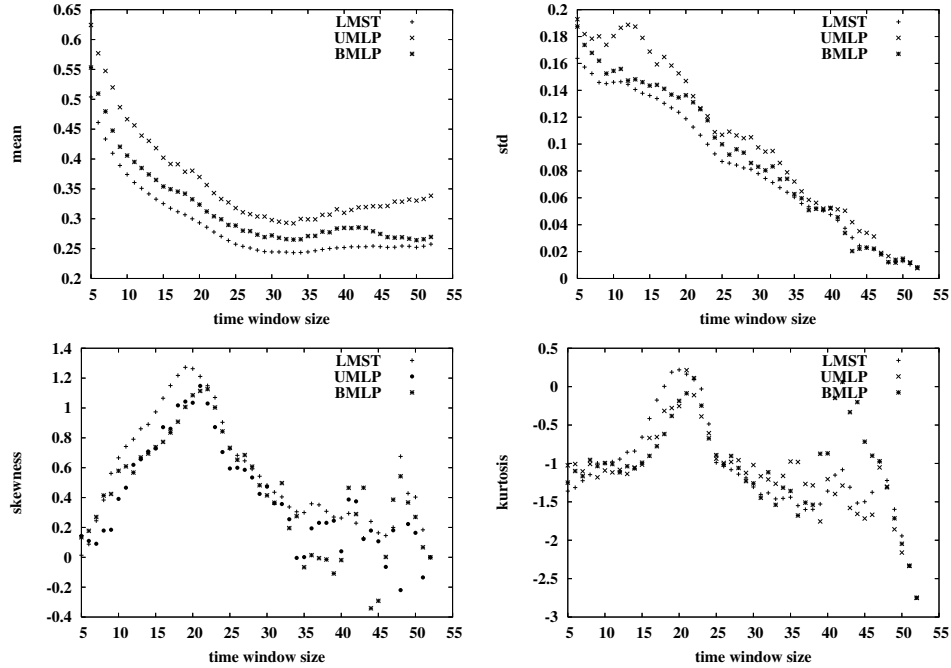 0.65
0.6
0.55
0.5
0.45
0.4
0.35
0.3
0.25
0.2
5 10 15 20 25 30 35 40 45 50 55
mean
time window size
LMST
UMLP
BMLP
0.2
0.18
0.16
0.14
0.12
0.1
0.08
0.06
0.04
0.02
0
5 10 15 20 25 30 35 40 45 50 55
std
time window size
LMST
UMLP
BMLP
1.4
1.2
1
0.8
0.6
0.4
0.2
0
-0.2
-0.4
5 10 15 20 25 30 35 40 45 50 55
skewness
time window size
LMST
UMLP
BMLP
0.5
0
-0.5
-1
-1.5
-2
-2.5
-3
5 10 15 20 25 30 35 40 45 50 55
kurtosis
time window size
LMST
UMLP
BMLP